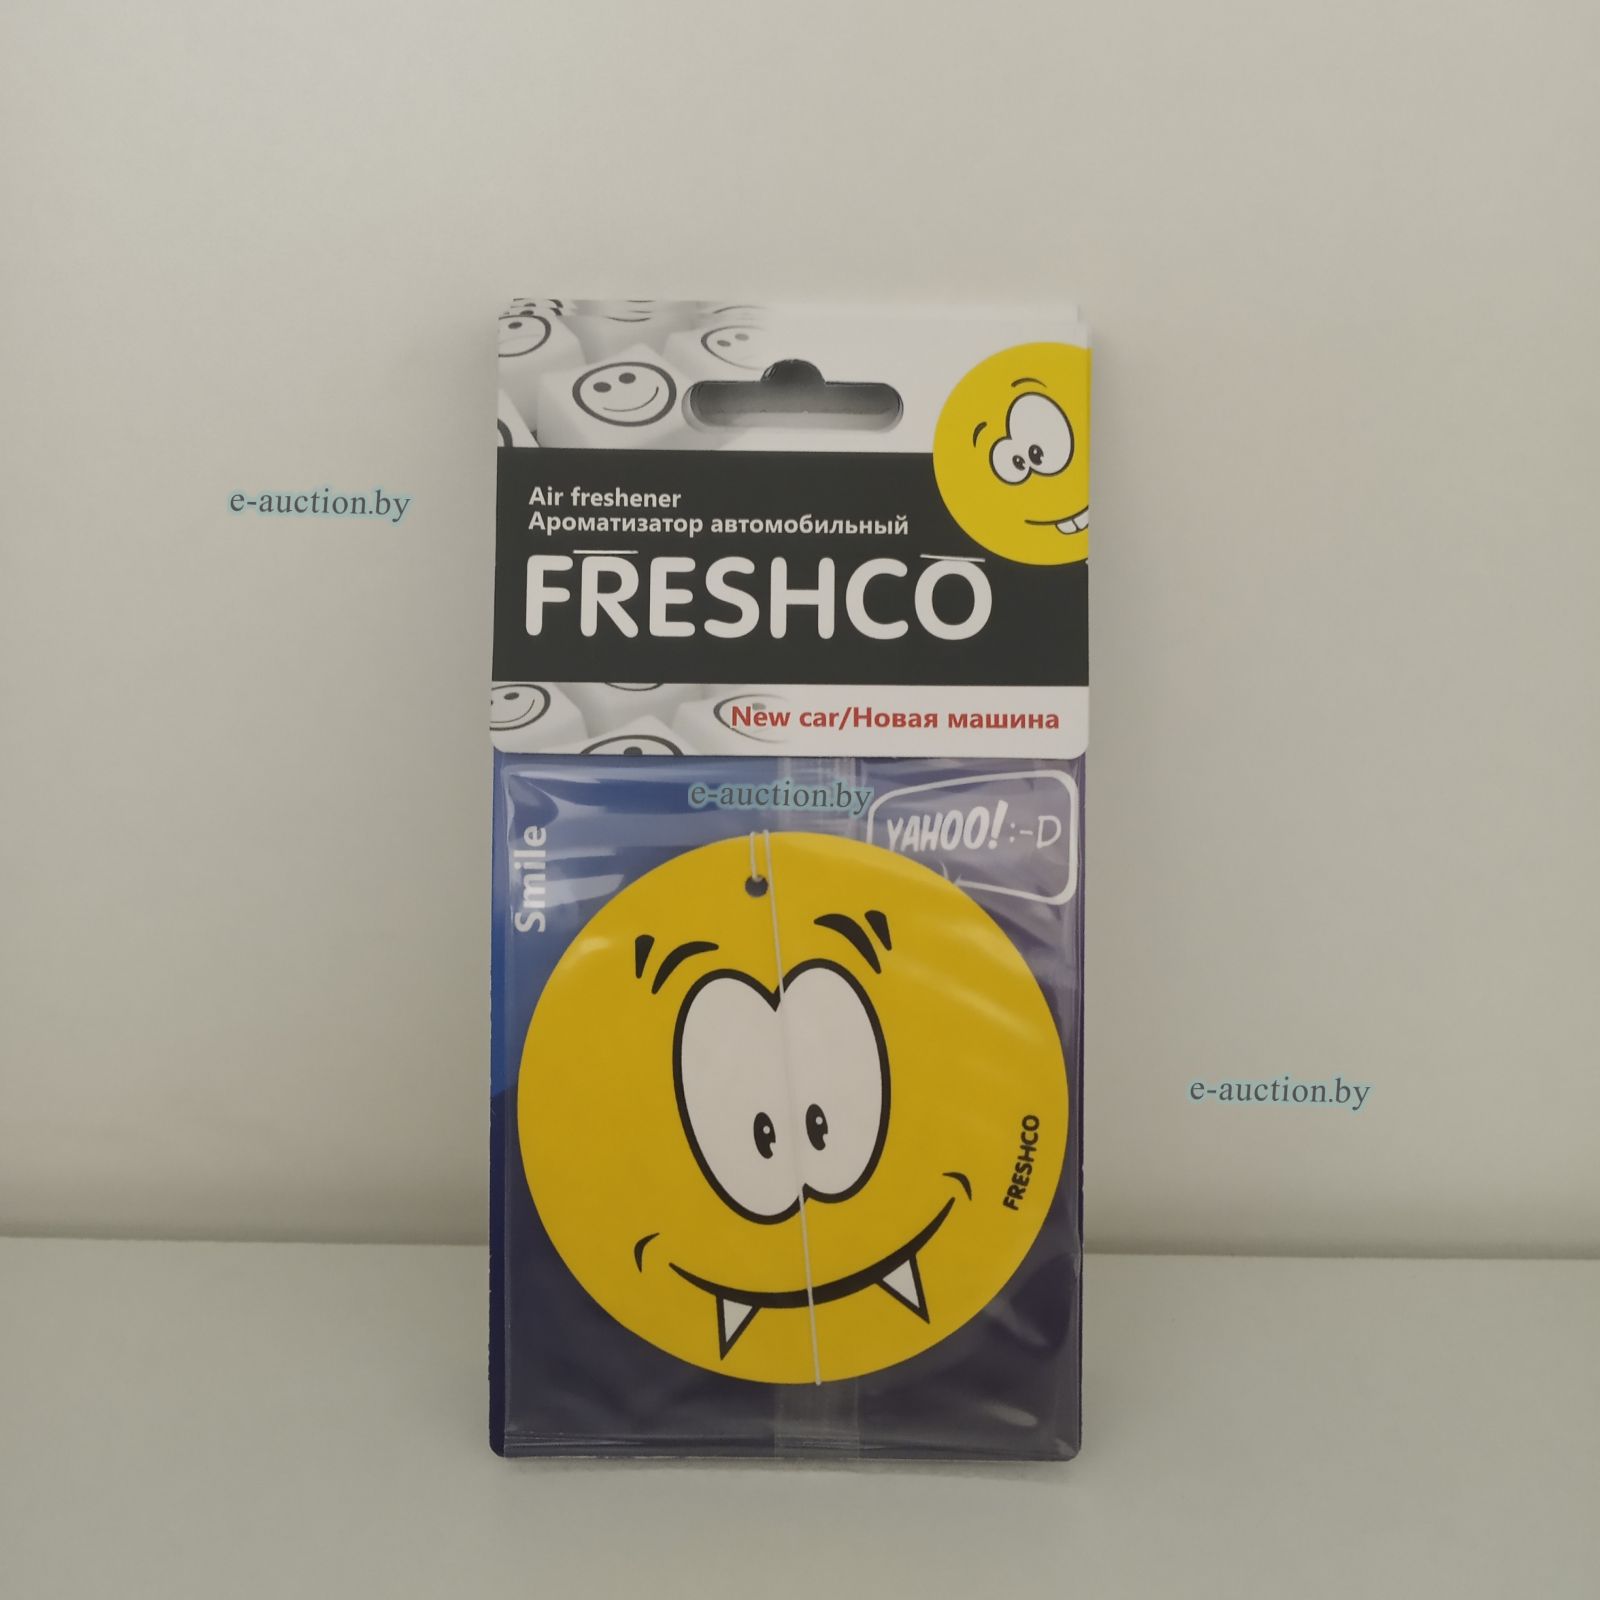 Air freshener
Ароматизатор автомобильный
FRESHCO
New car/Новая машина
YAHOO! :-D
Smile
FRESHCO
e-auction.by
e-auction.by
e-auction.by